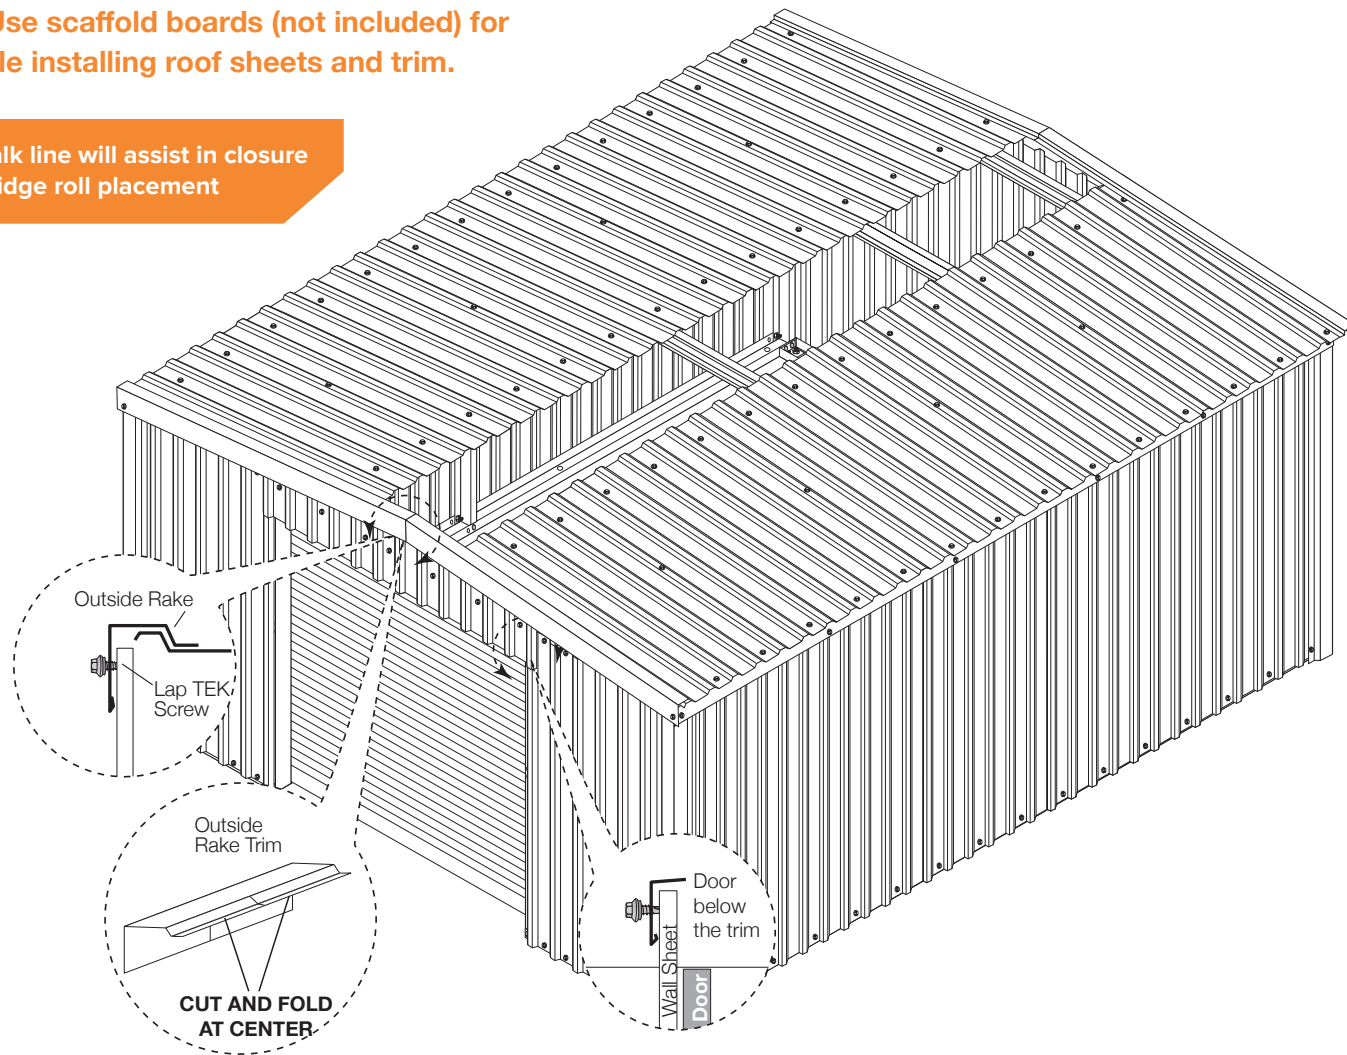 Use scaffold boards (not included) for
le installing roof sheets and trim.
alk line will assist in closure
idge roll placement
Outside Rake
Lap TEK
Screw
Outside
Rake Trim
CUT AND FOLD
AT CENTER
Door
below
the trim
Wall Sheet
Door